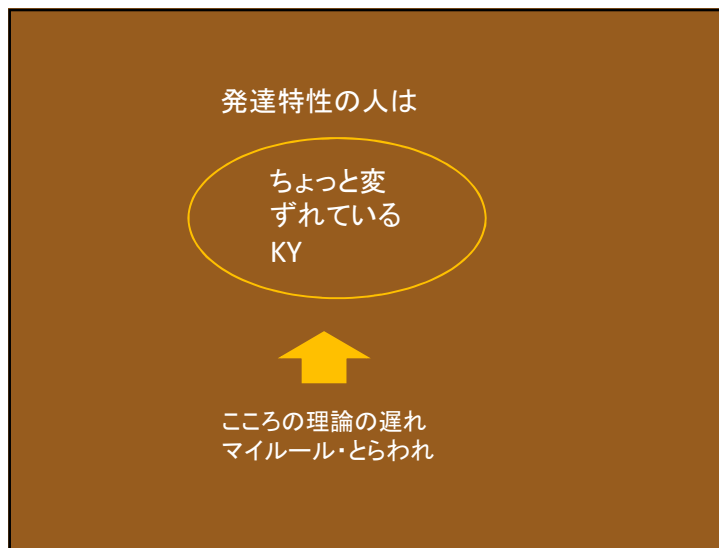 発達特性の人は
ちょっと変
ずれている
KY
こころの理論の遅れ
マイルール・とらわれ